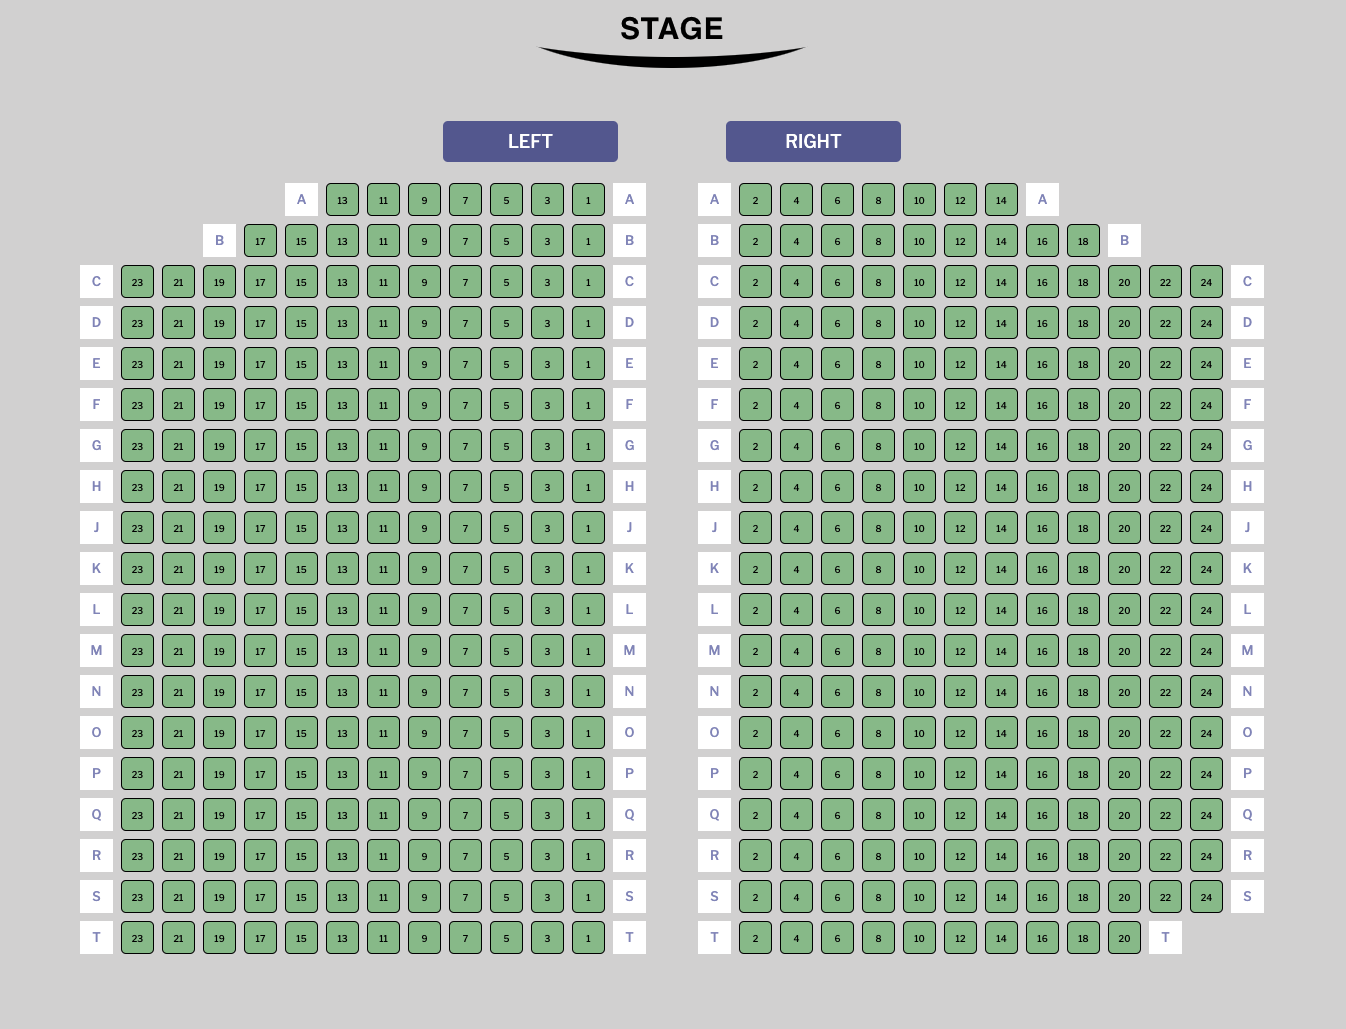 STAGE
LEFT RIGHT
A 13 11 9 7 5 3 1 A A 2 4 6 8 10 12 14 A
B 17 15 13 11 9 7 5 3 1 B B 2 4 6 8 10 12 14 16 18 B
C 23 21 19 17 15 13 11 9 7 5 3 1 C C 2 4 6 8 10 12 14 16 18 20 22 24 C
D 23 21 19 17 15 13 11 9 7 5 3 1 D D 2 4 6 8 10 12 14 16 18 20 22 24 D
E 23 21 19 17 15 13 11 9 7 5 3 1 E E 2 4 6 8 10 12 14 16 18 20 22 24 E
F 23 21 19 17 15 13 11 9 7 5 3 1 F F 2 4 6 8 10 12 14 16 18 20 22 24 F
G 23 21 19 17 15 13 11 9 7 5 3 1 G G 2 4 6 8 10 12 14 16 18 20 22 24 G
H 23 21 19 17 15 13 11 9 7 5 3 1 H H 2 4 6 8 10 12 14 16 18 20 22 24 H
J 23 21 19 17 15 13 11 9 7 5 3 1 J J 2 4 6 8 10 12 14 16 18 20 22 24 J
K 23 21 19 17 15 13 11 9 7 5 3 1 K K 2 4 6 8 10 12 14 16 18 20 22 24 K
L 23 21 19 17 15 13 11 9 7 5 3 1 L L 2 4 6 8 10 12 14 16 18 20 22 24 L
M 23 21 19 17 15 13 11 9 7 5 3 1 M M 2 4 6 8 10 12 14 16 18 20 22 24 M
N 23 21 19 17 15 13 11 9 7 5 3 1 N N 2 4 6 8 10 12 14 16 18 20 22 24 N
O 23 21 19 17 15 13 11 9 7 5 3 1 O O 2 4 6 8 10 12 14 16 18 20 22 24 O
P 23 21 19 17 15 13 11 9 7 5 3 1 P P 2 4 6 8 10 12 14 16 18 20 22 24 P
Q 23 21 19 17 15 13 11 9 7 5 3 1 Q Q 2 4 6 8 10 12 14 16 18 20 22 24 Q
R 23 21 19 17 15 13 11 9 7 5 3 1 R R 2 4 6 8 10 12 14 16 18 20 22 24 R
S 23 21 19 17 15 13 11 9 7 5 3 1 S S 2 4 6 8 10 12 14 16 18 20 22 24 S
T 23 21 19 17 15 13 11 9 7 5 3 1 T T 2 4 6 8 10 12 14 16 18 20 T